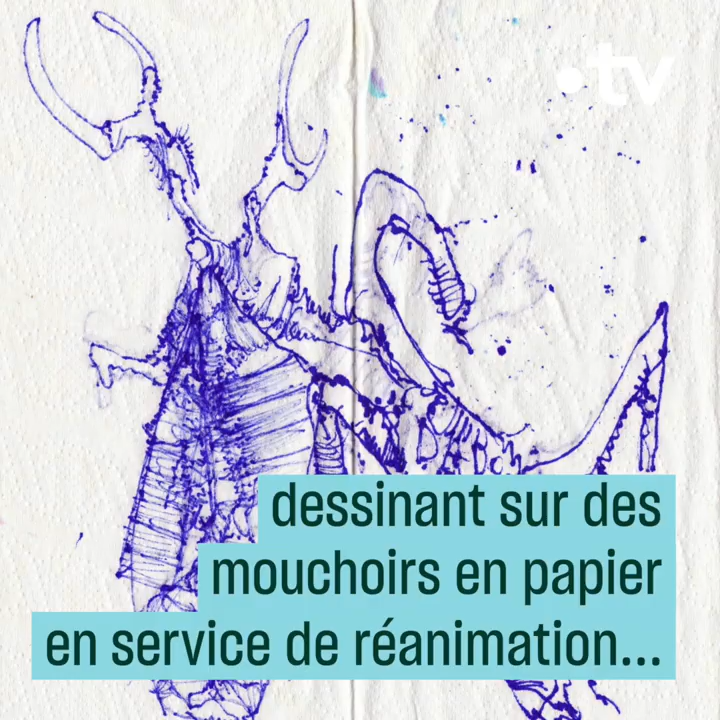 .tv
dessinant sur des
mouchoirs en papier
en service de réanimation...